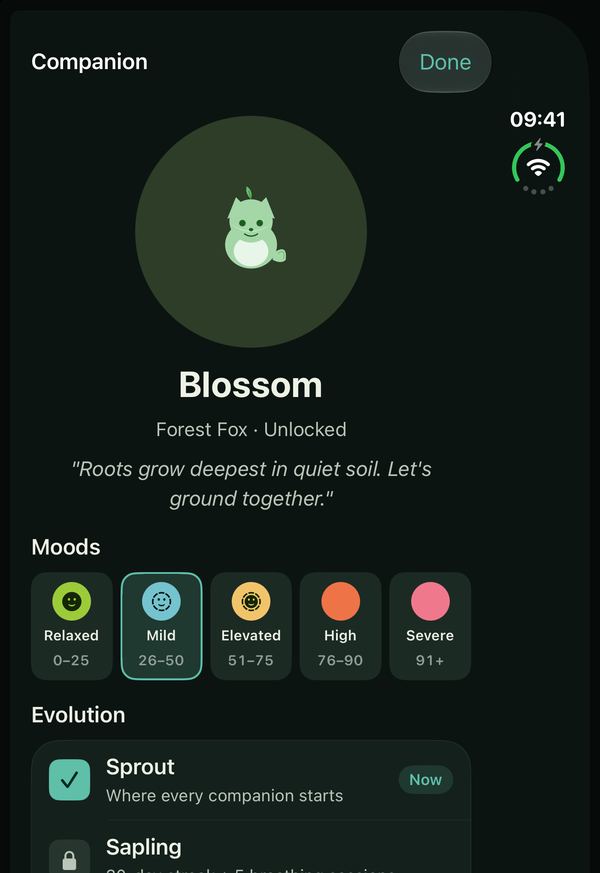 Companion
Done
09:41
Blossom
Forest Fox · Unlocked
"Roots grow deepest in quiet soil. Let's
ground together."
Moods
Relaxed
0–25
Mild
26–50
Elevated
51–75
High
76–90
Severe
91+
Evolution
Sprout
Where every companion starts
Now
Sapling